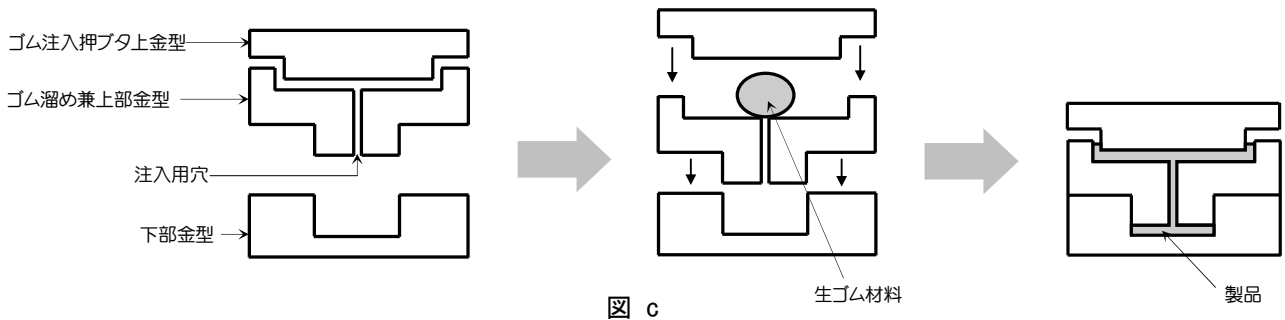 ゴム注入押ブタ上金型
ゴム溜め兼上部金型
注入用穴
下部金型
生ゴム材料
製品
図 c